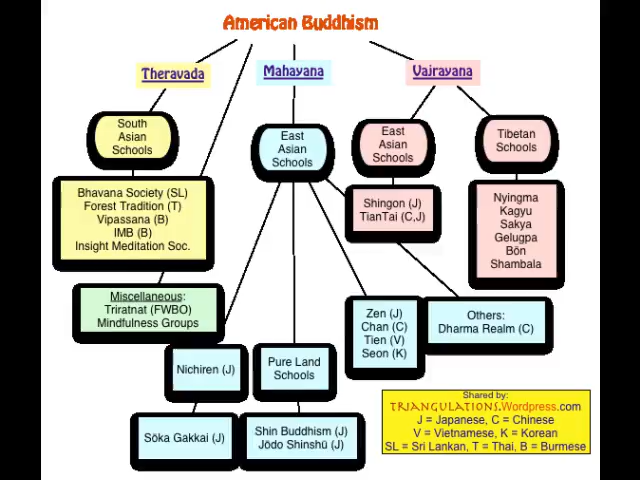 American Buddhism
Theravada
Mahayana
Vajrayana
South
Asian
Schools
East
Asian
Schools
East
Asian
Schools
Tibetan
Schools
Bhavana Society (SL)
Forest Tradition (T)
Vipassana (B)
IMB (B)
Insight Meditation Soc.
Shingon (J)
TianTai (C,J)
Nyingma
Kagyu
Sakya
Gelugpa
Bön
Shambala
Miscellaneous:
Triratnat (FWBO)
Mindfulness Groups
Zen (J)
Chan (C)
Tien (V)
Seon (K)
Others:
Dharma Realm (C)
Nichiren (J)
Pure Land
Schools
Sōka Gakkai (J)
Shin Buddhism (J)
Jōdo Shinshū (J)
Shared by:
TRIANGULATIONS.Wordpress.com
J = Japanese, C = Chinese
V = Vietnamese, K = Korean
SL = Sri Lankan, T = Thai, B = Burmese